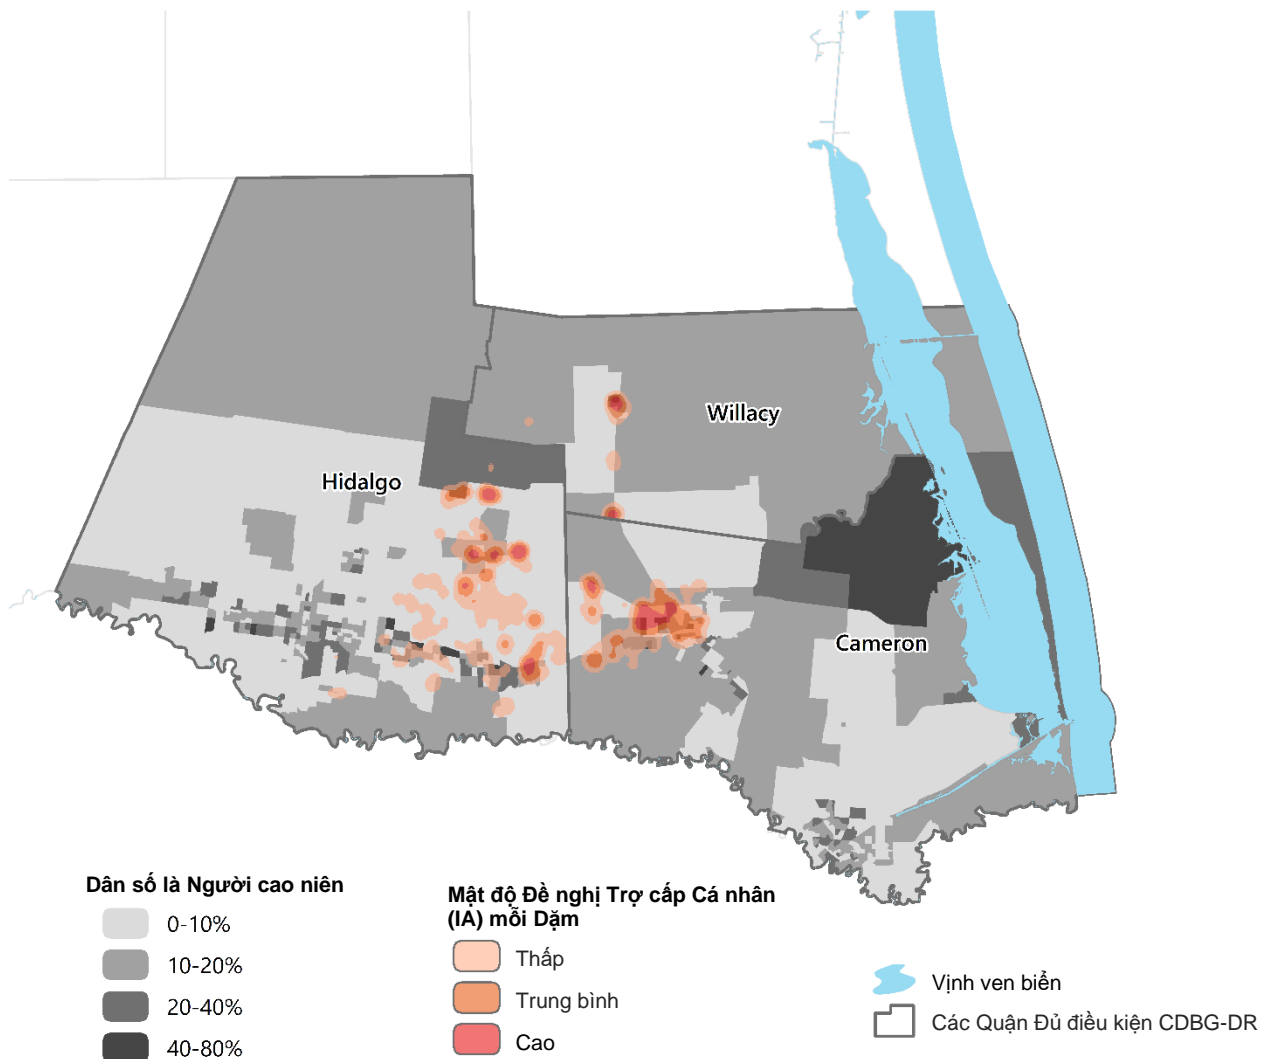 Willacy
Hidalgo
Cameron
Dân số là Người cao niên
0-10%
10-20%
20-40%
40-80%
Mật độ Đề nghị Trợ cấp Cá nhân
(IA) mỗi Dặm
Thấp
Trung bình
Cao
Vịnh ven biển
Các Quận Đủ điều kiện CDBG-DR